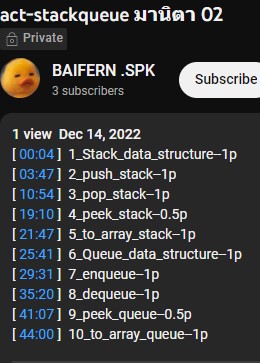 act-stackqueue มานิตา 02
Private
BAIFERN .SPK
3 subscribers
Subscribe
1 view Dec 14, 2022
[ 00:04 ] 1_Stack_data_structure--1p
[ 03:47 ] 2_push_stack--1p
[ 10:54 ] 3_pop_stack--1p
[ 19:10 ] 4_peek_stack--0.5p
[ 21:47 ] 5_to_array_stack--1p
[ 25:41 ] 6_Queue_data_structure--1p
[ 29:31 ] 7_enqueue--1p
[ 35:20 ] 8_dequeue--1p
[ 41:07 ] 9_peek_queue--0.5p
[ 44:00 ] 10_to_array_queue--1p